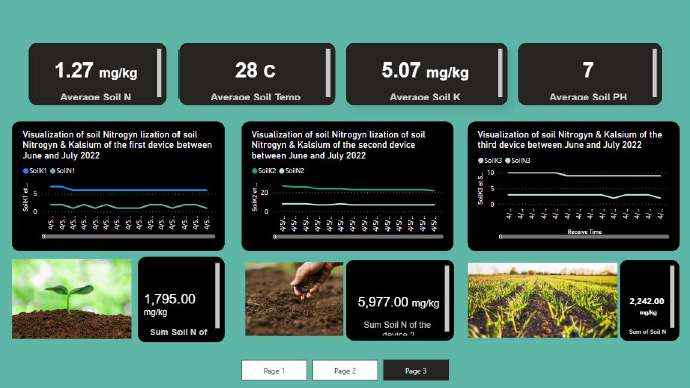 1.27 mg/kg
Average Soil N
28 C
Average Soil Temp
5.07 mg/kg
Average Soil K
7
Average Soil PH
Visualization of soil Nitrogyn lization of soil
Nitrogyn & Kalsium of the first device between
June and July 2022
SoilK1 SoilN1
SoilK1 et...
5
0
Visualization of soil Nitrogyn lization of soil
Nitrogyn & Kalsium of the second device
between June and July 2022
SoilK2 SoilN2
SoilK2 et...
20
0
Visualization of soil Nitrogyn & Kalsium of the
third device between June and July 2022
SoilK3 SoilN3
SoilK3 et S...
10
5
0
Receive Time
1,795.00
mg/kg
Sum Soil N of
5,977.00 mg/kg
Sum Soil N of the
device 2
2,242.00
mg/kg
Sum of Soil N
Page 1
Page 2
Page 3